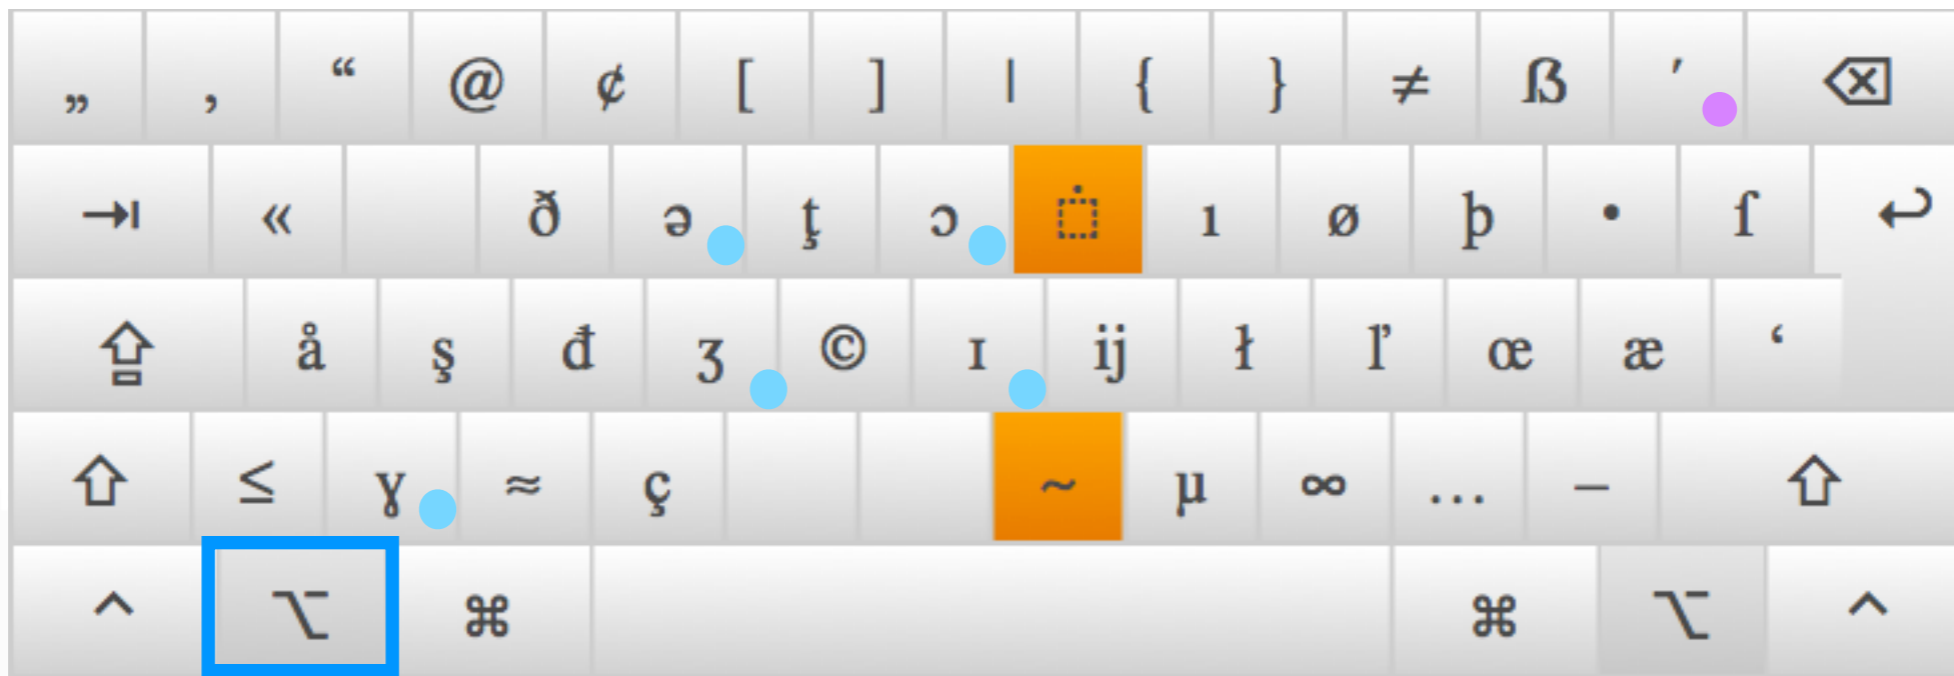 „ ‚ “ @ ¢ [ ] | { } ≠ ẞ ′ ⌫
⇥ « ð ə ţ ɔ ◌̇ ı ø þ • ſ ↩
⇪ å ş đ ʒ © ɪ ij ł ľ œ æ ‘
⇧ ≤ ɣ ≈ ç ~ µ ∞ … – ⇧
^ ⌥ ⌘ ⌘ ⌥ ^